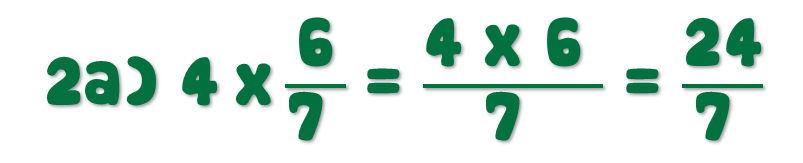 2a) 4 x 6/7 = 4 x 6/7 = 24/7